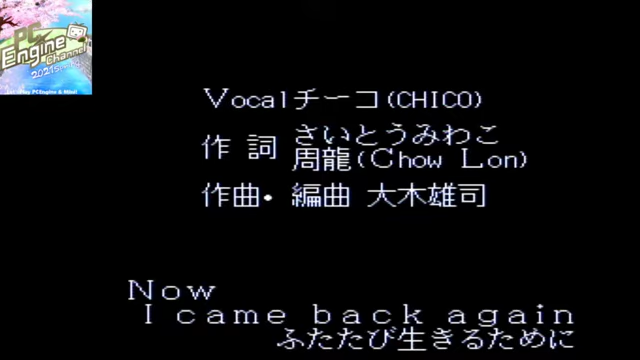 PC
Engine
Channel
Vocalチーコ(CHICO)
作 詞 さいとうみわこ
周龍(Chow Lon)
作曲・編曲 大木雄司
Now
I came back again
ふたたび生きるために